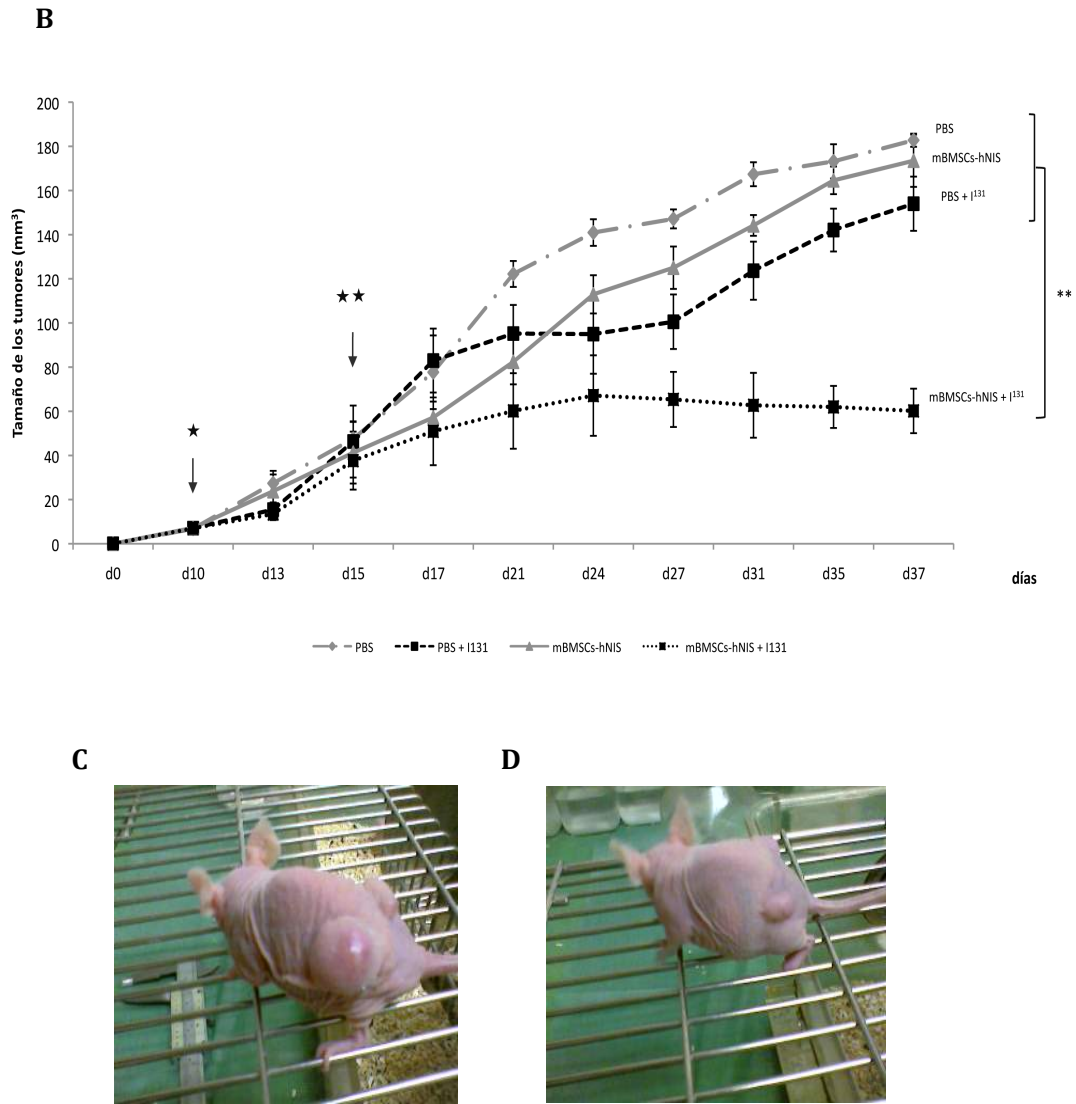 B
200
180
160
140
120
100
80
60
40
20
0
Tamaño de los tumores (mm³)
★
★★
PBS
mBMSCs-hNIS
PBS + I¹³¹
mBMSCs-hNIS + I¹³¹
**
d0 d10 d13 d15 d17 d21 d24 d27 d31 d35 d37 días
PBS PBS + I131 mBMSCs-hNIS mBMSCs-hNIS + I131
C D